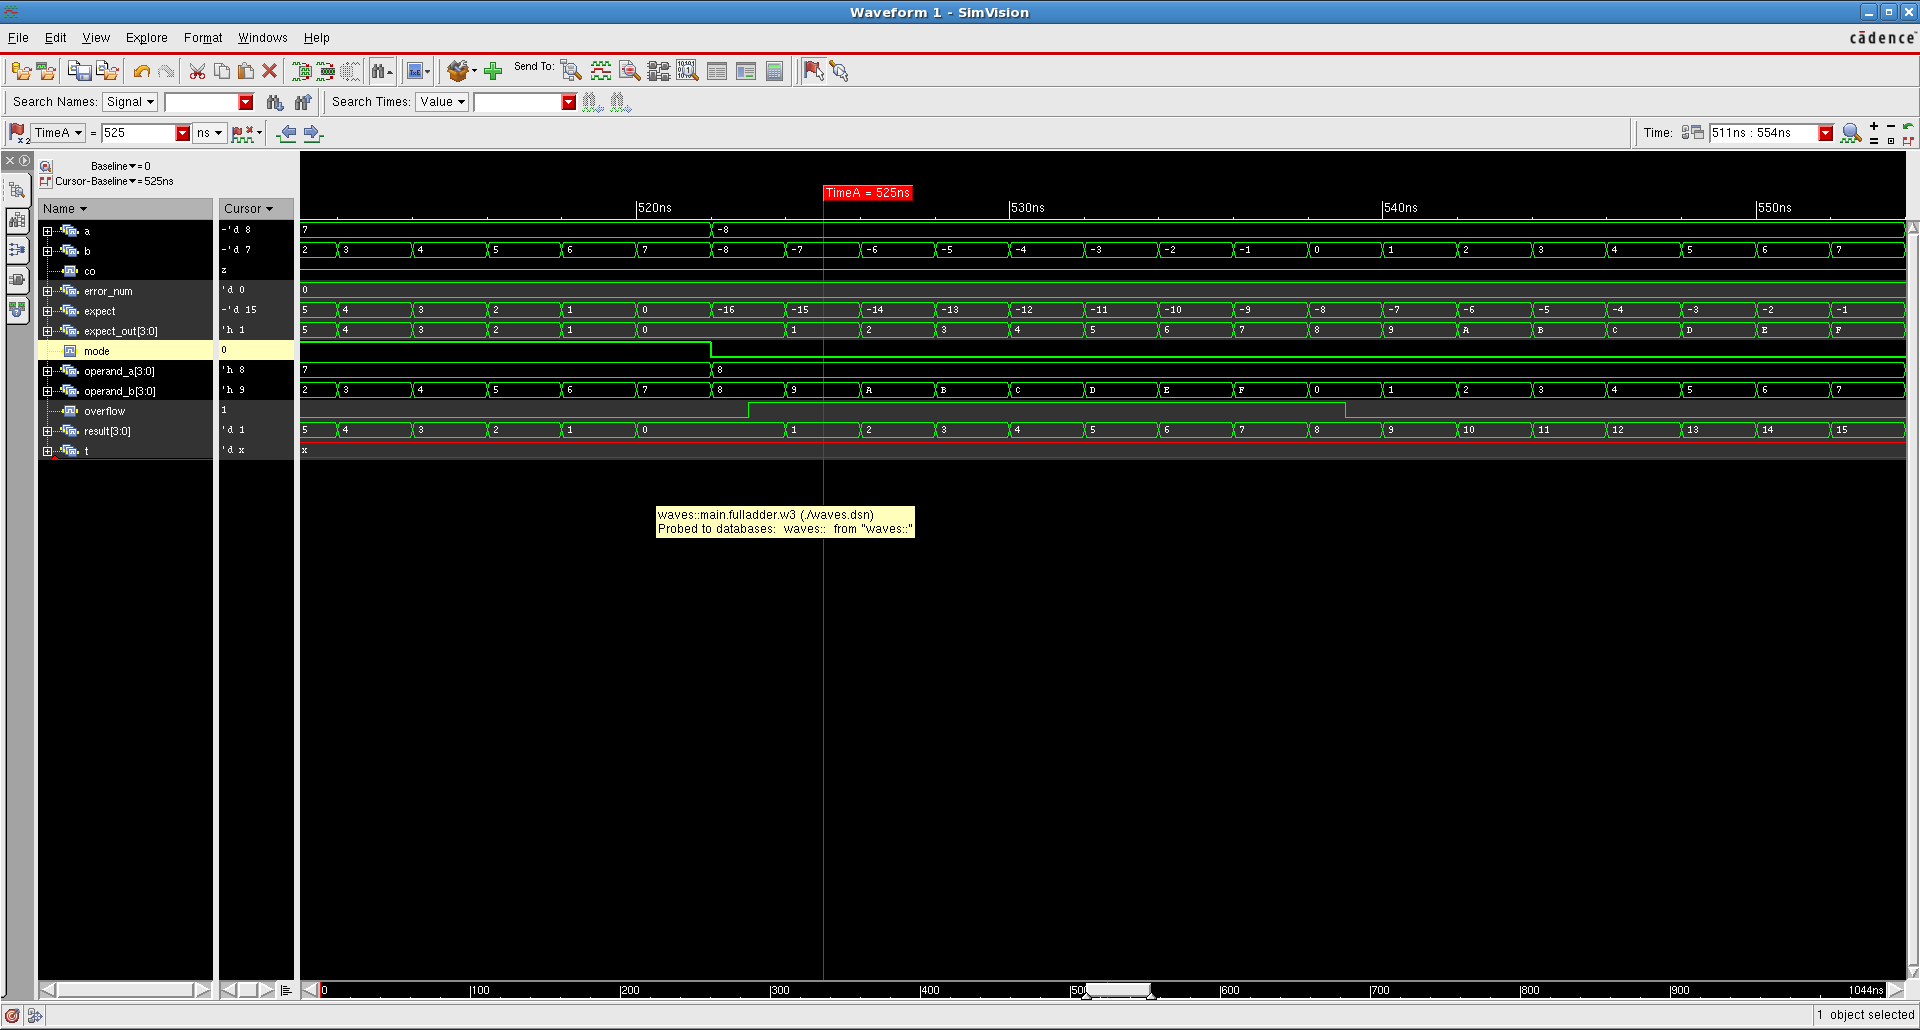 Waveform 1 - SimVision
File Edit View Explore Format Windows Help
cādence
Send To:
Search Names: Signal Search Times: Value
TimeA = 525 ns Time: 511ns : 554ns
Baseline = 0
Cursor-Baseline = 525ns
TimeA = 525ns
Name Cursor 520ns 530ns 540ns 550ns
a -'d 8 7 -8
b -'d 7 2 3 4 5 6 7 -8 -7 -6 -5 -4 -3 -2 -1 0 1 2 3 4 5 6 7
co z
error_num 'd 0 0
expect -'d 15 5 4 3 2 1 0 -16 -15 -14 -13 -12 -11 -10 -9 -8 -7 -6 -5 -4 -3 -2 -1
expect_out[3:0] 'h 1 5 4 3 2 1 0 1 2 3 4 5 6 7 8 9 A B C D E F
mode 0
operand_a[3:0] 'h 8 7 8
operand_b[3:0] 'h 9 2 3 4 5 6 7 8 9 A B C D E F 0 1 2 3 4 5 6 7
overflow 1
result[3:0] 'd 1 5 4 3 2 1 0 1 2 3 4 5 6 7 8 9 10 11 12 13 14 15
t 'd x x
waves::main.fulladder.w3 (./waves.dsn)
Probed to databases: waves:: from "waves::"
0 100 200 300 400 600 700 800 900 1044ns
1 object selected